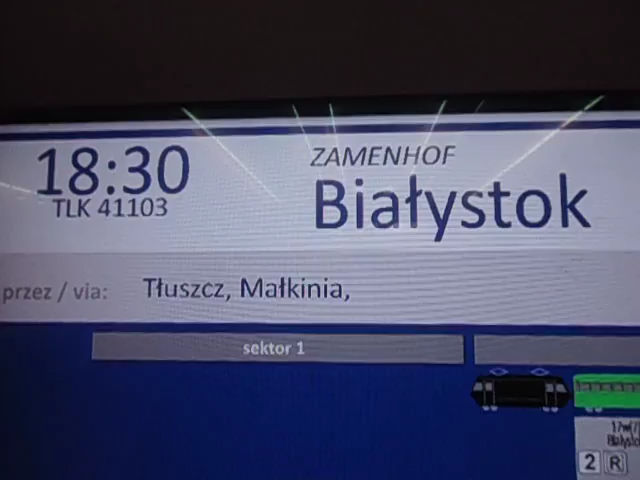 18:30
TLK 41103
ZAMENHOF
Białystok
przez / via: Tłuszcz, Małkinia,
sektor 1
2 R